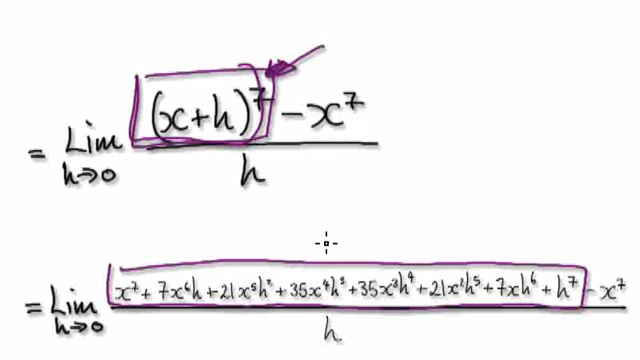 = Lim h→0 (x+h)⁷ − x⁷ / h
= Lim h→0 x⁷ + 7x⁶h + 21x⁵h² + 35x⁴h³ + 35x³h⁴ + 21x²h⁵ + 7xh⁶ + h⁷ − x⁷ / h.